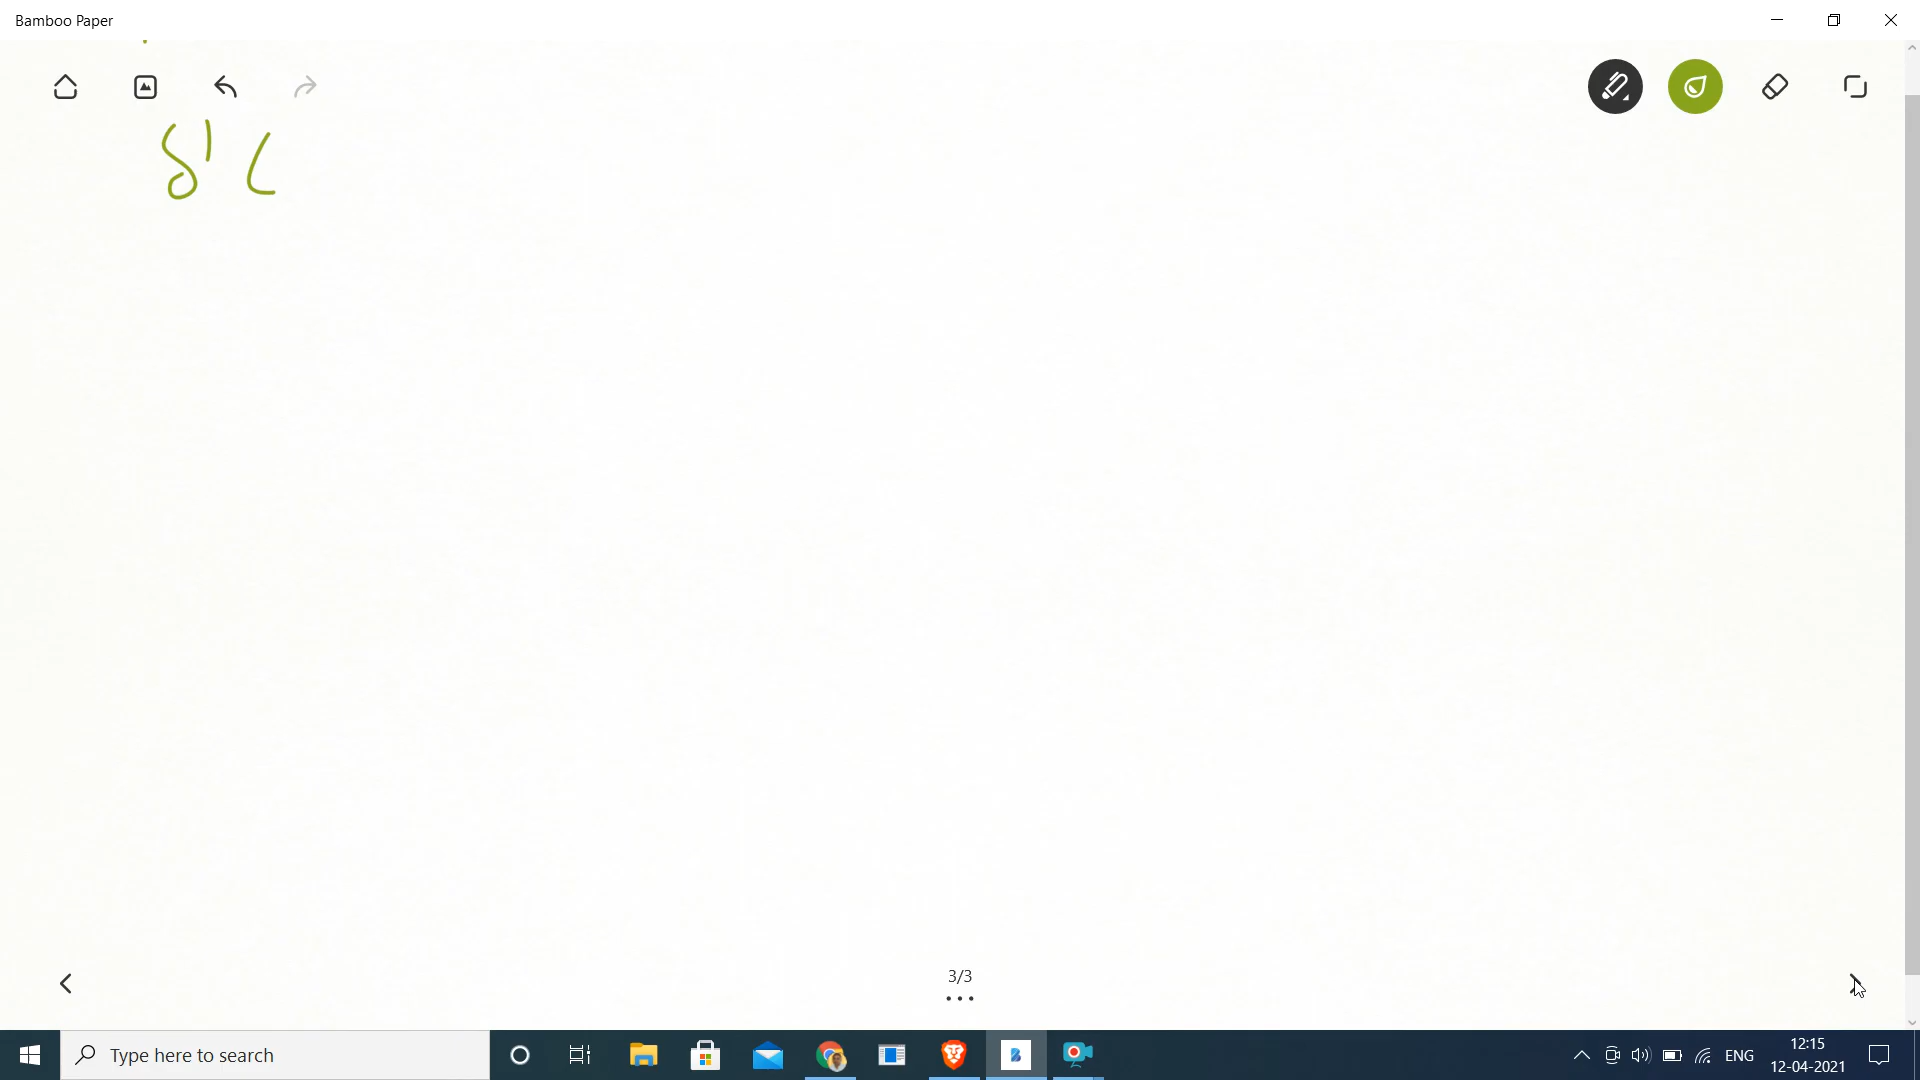 Bamboo Paper
3/3
Type here to search
ENG
12:15
12-04-2021